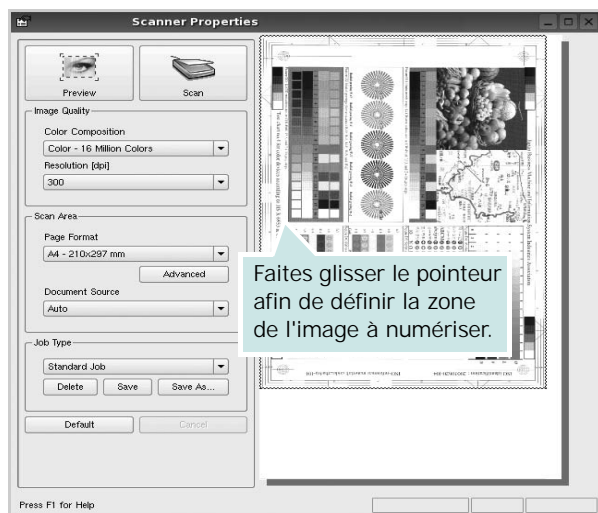 Scanner Properties
Preview
Scan
Image Quality
Color Composition
Color - 16 Million Colors
Resolution [dpi]
300
Scan Area
Page Format
A4 - 210x297 mm
Advanced
Document Source
Auto
Job Type
Standard Job
Delete
Save
Save As...
Default
Cancel
Faites glisser le pointeur
afin de définir la zone
de l'image à numériser.
Press F1 for Help